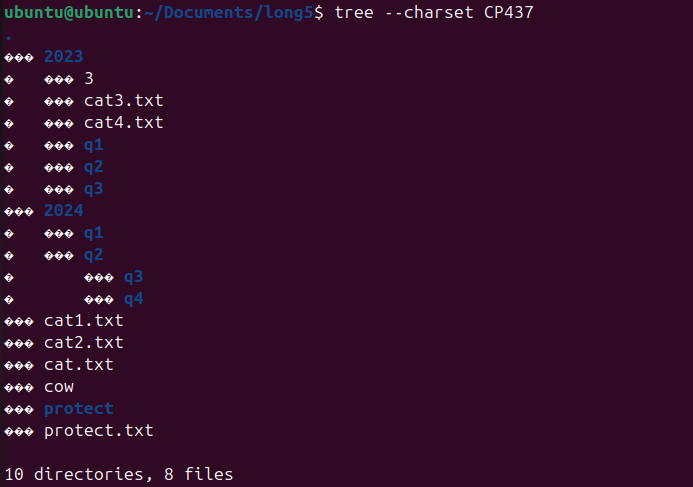 ubuntu@ubuntu:~/Documents/long5$ tree --charset CP437
.
��� 2023
�   ��� 3
�   ��� cat3.txt
�   ��� cat4.txt
�   ��� q1
�   ��� q2
�   ��� q3
��� 2024
�   ��� q1
�   ��� q2
�       ��� q3
�       ��� q4
��� cat1.txt
��� cat2.txt
��� cat.txt
��� cow
��� protect
��� protect.txt
10 directories, 8 files